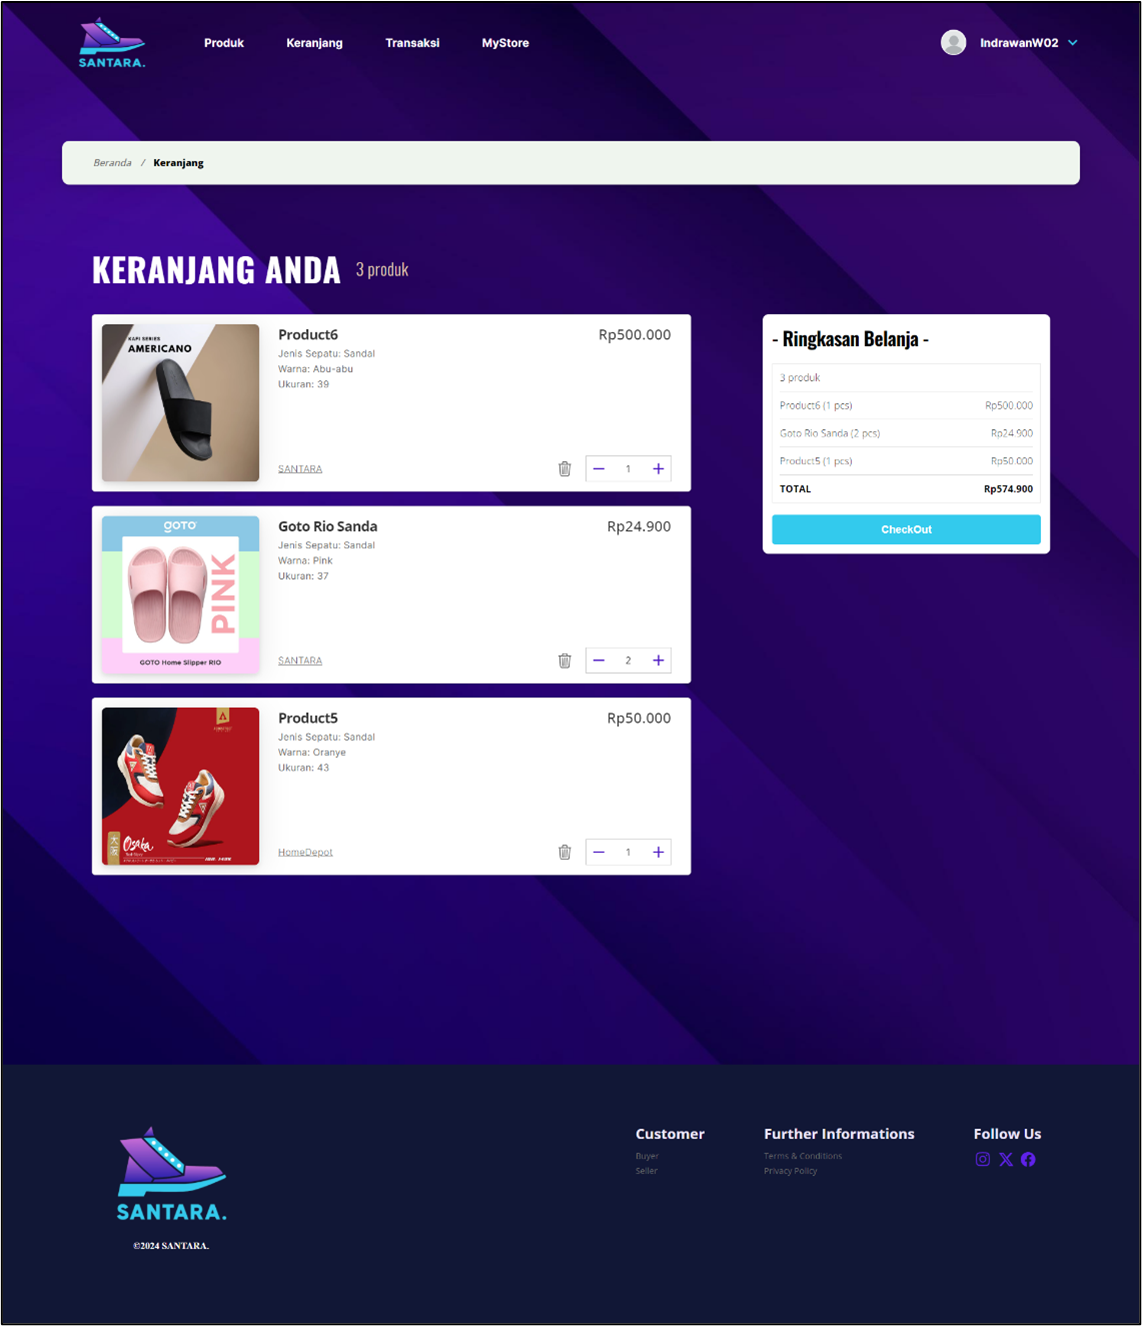 SANTARA.
Produk
Keranjang
Transaksi
MyStore
IndrawanW02
Beranda / Keranjang
KERANJANG ANDA 3 produk
KAPI SERIES
AMERICANO
Product6
Rp500.000
Jenis Sepatu: Sandal
Warna: Abu-abu
Ukuran: 39
SANTARA
1
GOTO
PINK
GOTO Home Slipper RIO
Goto Rio Sanda
Rp24.900
Jenis Sepatu: Sandal
Warna: Pink
Ukuran: 37
SANTARA
2
Osaka
Product5
Rp50.000
Jenis Sepatu: Sandal
Warna: Oranye
Ukuran: 43
HomeDepot
1
- Ringkasan Belanja -
3 produk
Product6 (1 pcs) Rp500.000
Goto Rio Sanda (2 pcs) Rp24.900
Product5 (1 pcs) Rp50.000
TOTAL Rp574.900
CheckOut
SANTARA.
©2024 SANTARA.
Customer
Buyer
Seller
Further Informations
Terms & Conditions
Privacy Policy
Follow Us